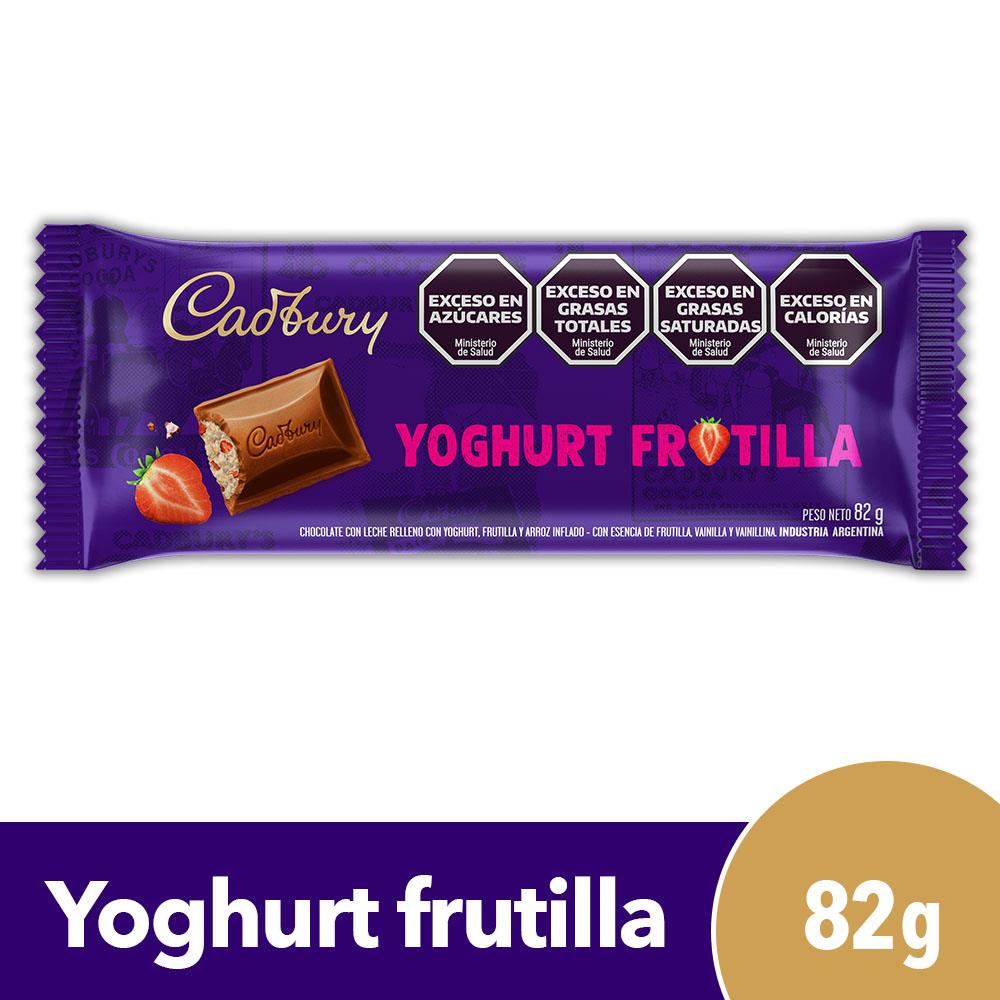 Cadbury
EXCESO EN
AZÚCARES
Ministerio
de Salud
EXCESO EN
GRASAS
TOTALES
Ministerio
de Salud
EXCESO EN
GRASAS
SATURADAS
Ministerio
de Salud
EXCESO EN
CALORÍAS
Ministerio
de Salud
Cadbury
YOGHURT FRUTILLA
PESO NETO 82 g
CHOCOLATE CON LECHE RELLENO CON YOGHURT, FRUTILLA Y ARROZ INFLADO - CON ESENCIA DE FRUTILLA, VAINILLA Y VAINILLINA. INDUSTRIA ARGENTINA
CADBURY'S
Yoghurt frutilla
82g